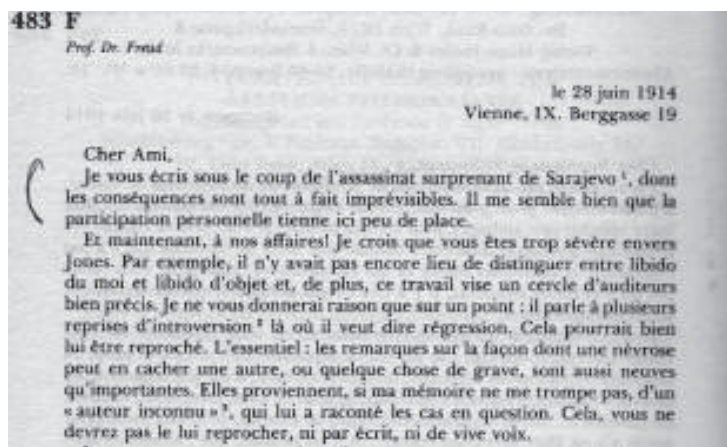 483 F
Prof. Dr. Freud
le 28 juin 1914
Vienne, IX. Berggasse 19
Cher Ami,
Je vous écris sous le coup de l'assassinat surprenant de Sarajevo ¹, dont
les conséquences sont tout à fait imprévisibles. Il me semble bien que la
participation personnelle tienne ici peu de place.
Et maintenant, à nos affaires! Je crois que vous êtes trop sévère envers
Jones. Par exemple, il n'y avait pas encore lieu de distinguer entre libido
du moi et libido d'objet et, de plus, ce travail vise un cercle d'auditeurs
bien précis. Je ne vous donnerai raison que sur un point : il parle à plusieurs
reprises d'introversion ² là où il veut dire régression. Cela pourrait bien
lui être reproché. L'essentiel : les remarques sur la façon dont une névrose
peut en cacher une autre, ou quelque chose de grave, sont aussi neuves
qu'importantes. Elles proviennent, si ma mémoire ne me trompe pas, d'un
« auteur inconnu » ³, qui lui a raconté les cas en question. Cela, vous ne
devrez pas le lui reprocher, ni par écrit, ni de vive voix.